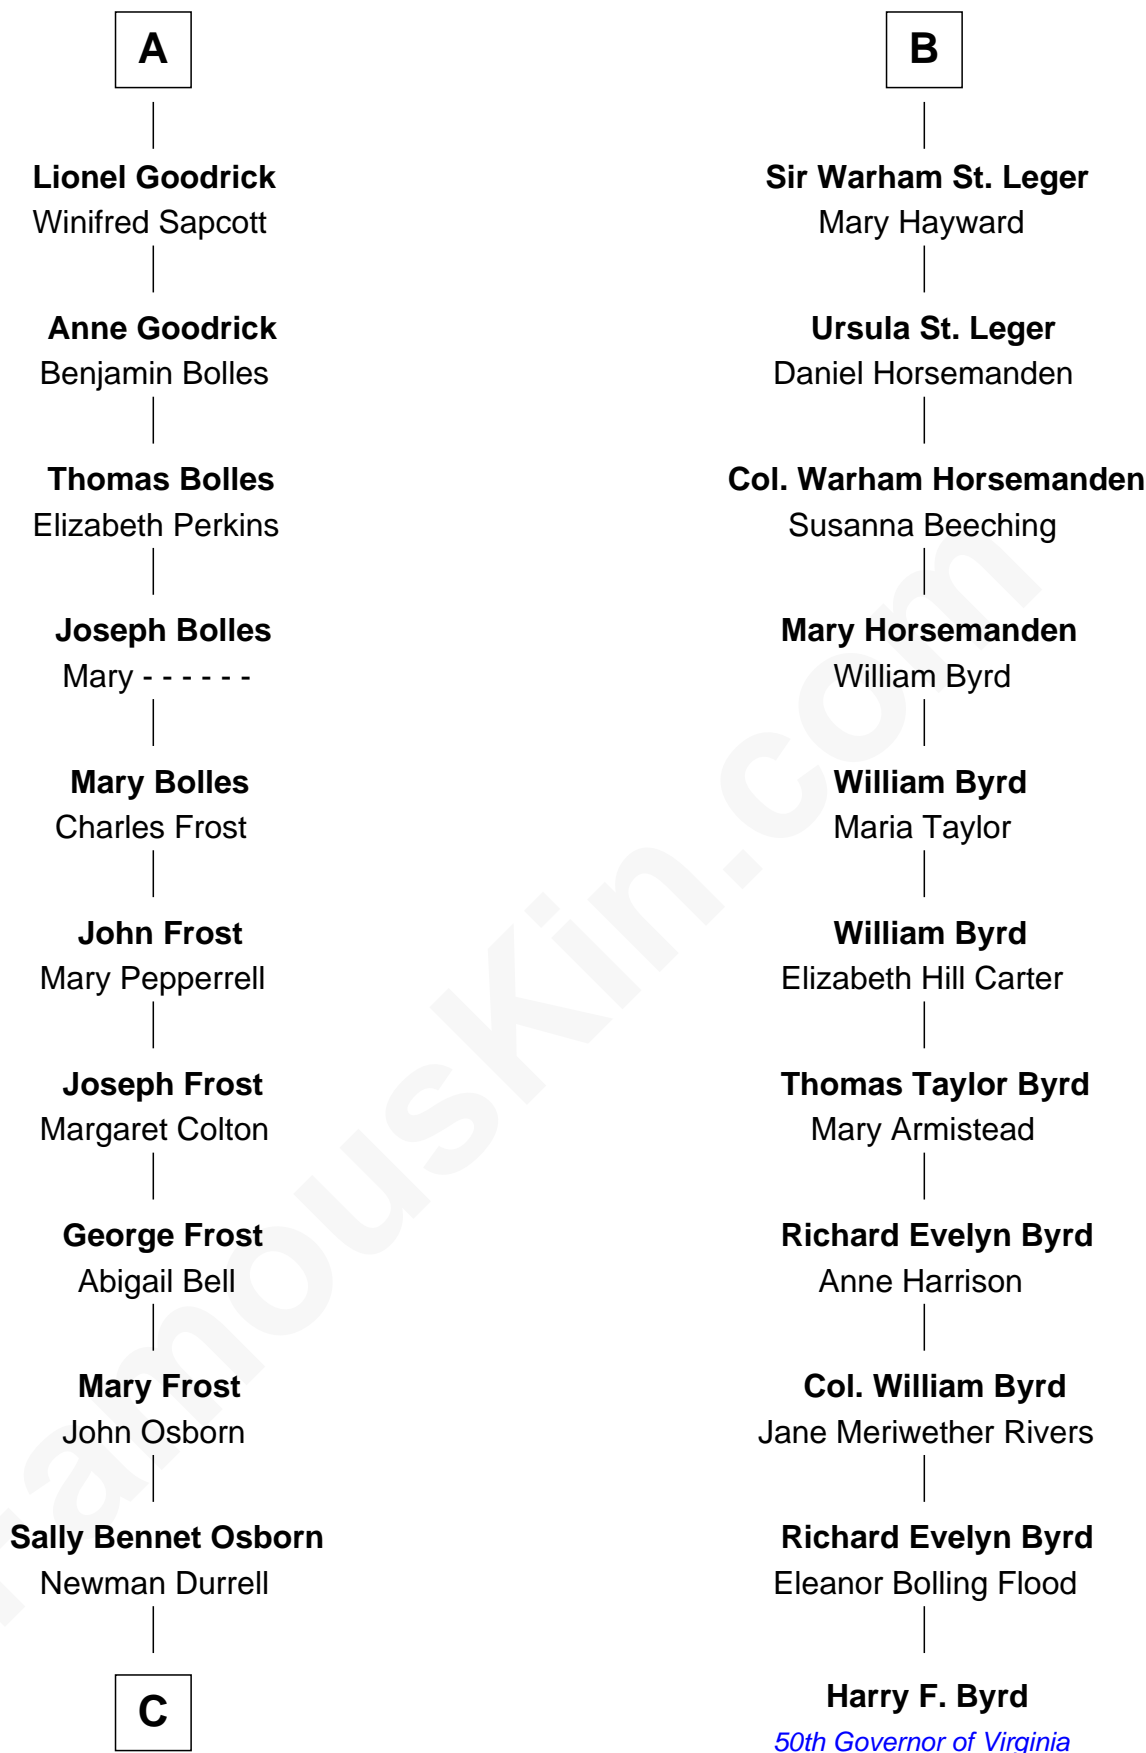 A
Lionel Goodrick
Winifred Sapcott
Anne Goodrick
Benjamin Bolles
Thomas Bolles
Elizabeth Perkins
Joseph Bolles
Mary - - - - - -
Mary Bolles
Charles Frost
John Frost
Mary Pepperrell
Joseph Frost
Margaret Colton
George Frost
Abigail Bell
Mary Frost
John Osborn
Sally Bennet Osborn
Newman Durrell
C
B
Sir Warham St. Leger
Mary Hayward
Ursula St. Leger
Daniel Horsemanden
Col. Warham Horsemanden
Susanna Beeching
Mary Horsemanden
William Byrd
William Byrd
Maria Taylor
William Byrd
Elizabeth Hill Carter
Thomas Taylor Byrd
Mary Armistead
Richard Evelyn Byrd
Anne Harrison
Col. William Byrd
Jane Meriwether Rivers
Richard Evelyn Byrd
Eleanor Bolling Flood
Harry F. Byrd
50th Governor of Virginia
FamousKin.com